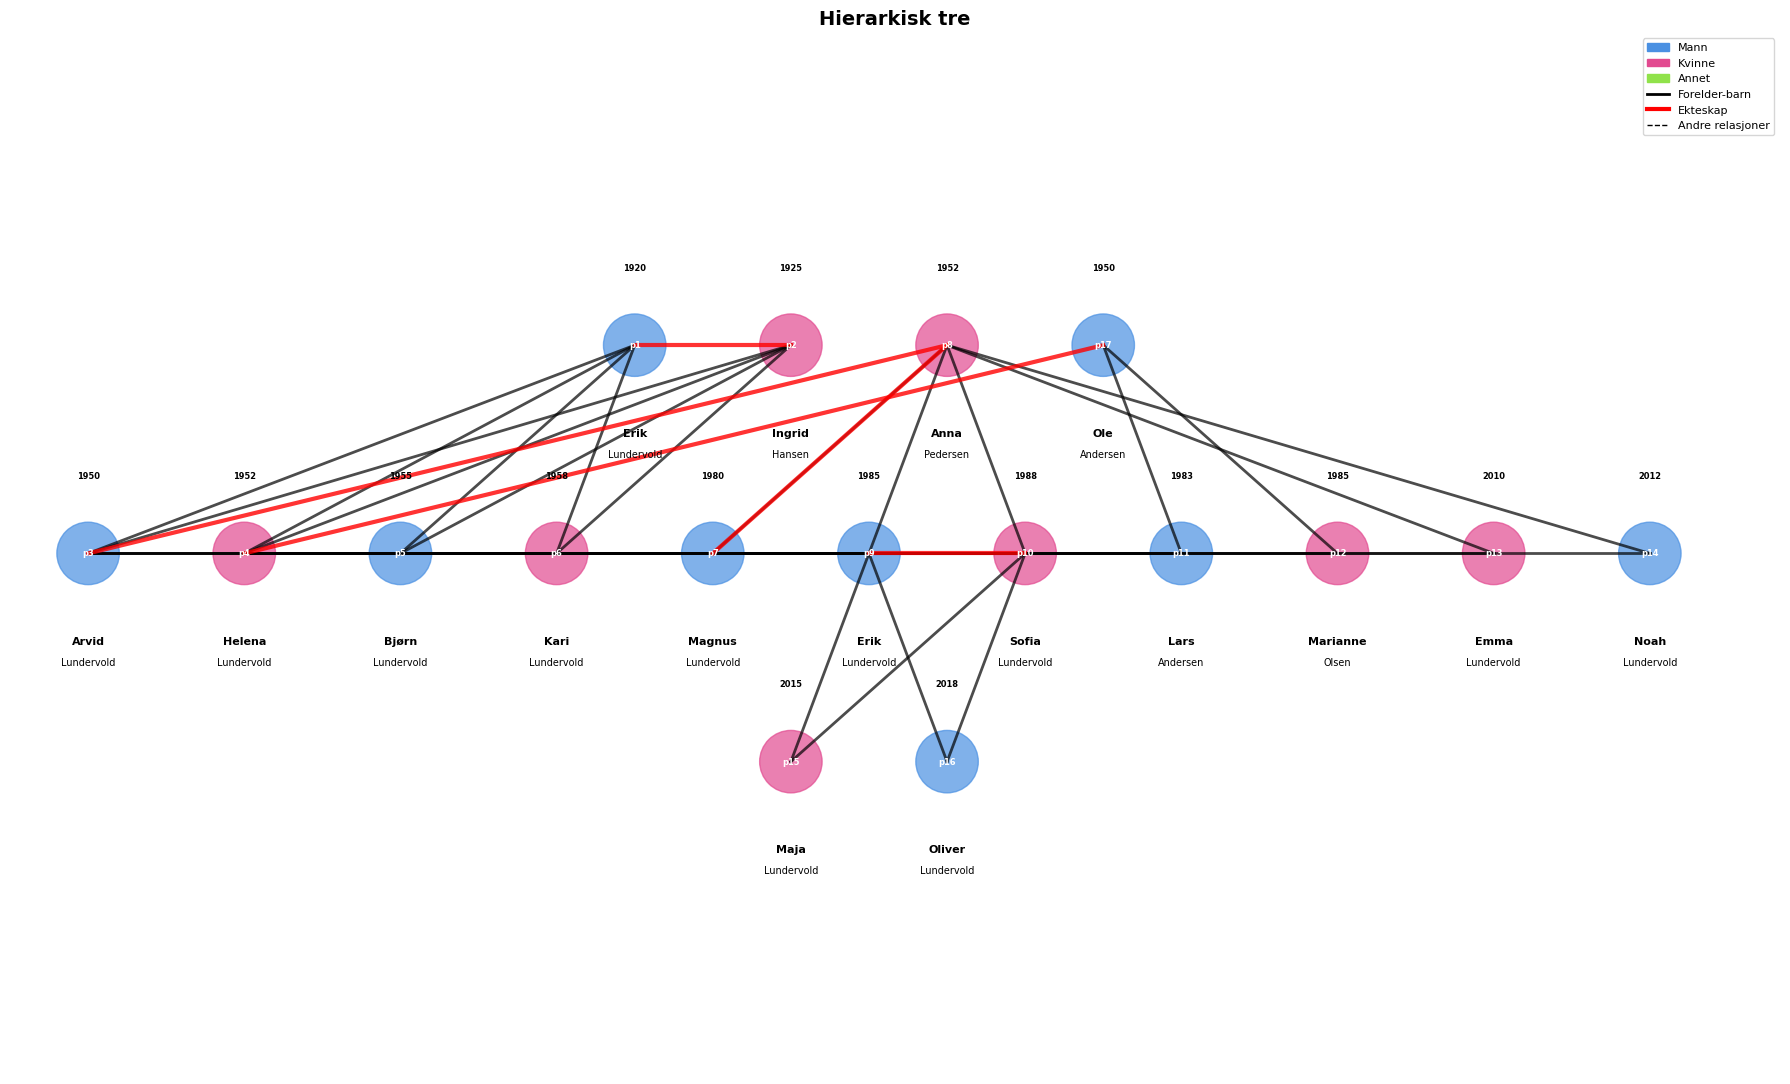 Hierarkisk tre
Mann
Kvinne
Annet
Forelder-barn
Ekteskap
Andre relasjoner
1920 1925 1952 1950
p1 p2 p8 p17
Erik Ingrid Anna Ole
Lundervold Hansen Pedersen Andersen
1950 1952 1955 1958 1980 1985 1988 1983 1985 2010 2012
p3 p4 p5 p6 p7 p9 p10 p11 p12 p13 p14
Arvid Helena Bjørn Kari Magnus Erik Sofia Lars Marianne Emma Noah
Lundervold Lundervold Lundervold Lundervold Lundervold Lundervold Lundervold Andersen Olsen Lundervold Lundervold
2015 2018
p15 p16
Maja Oliver
Lundervold Lundervold